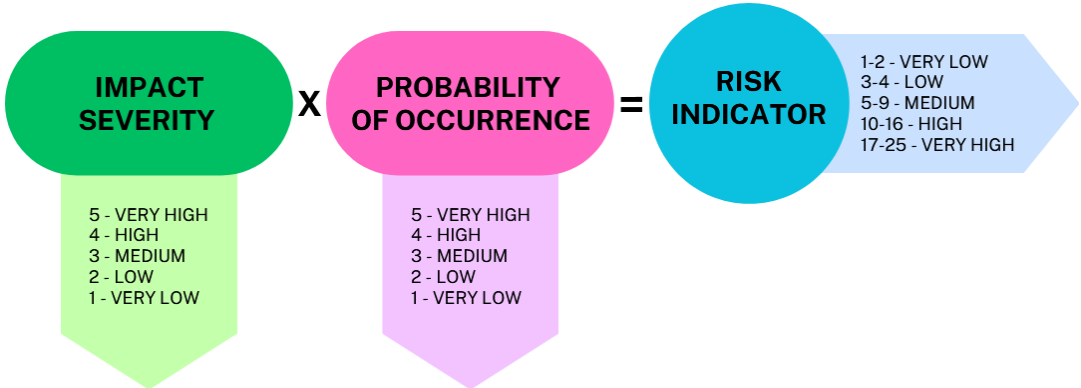 IMPACT
SEVERITY
X
PROBABILITY
OF OCCURRENCE
=
RISK
INDICATOR
1-2 - VERY LOW
3-4 - LOW
5-9 - MEDIUM
10-16 - HIGH
17-25 - VERY HIGH
5 - VERY HIGH
4 - HIGH
3 - MEDIUM
2 - LOW
1 - VERY LOW
5 - VERY HIGH
4 - HIGH
3 - MEDIUM
2 - LOW
1 - VERY LOW